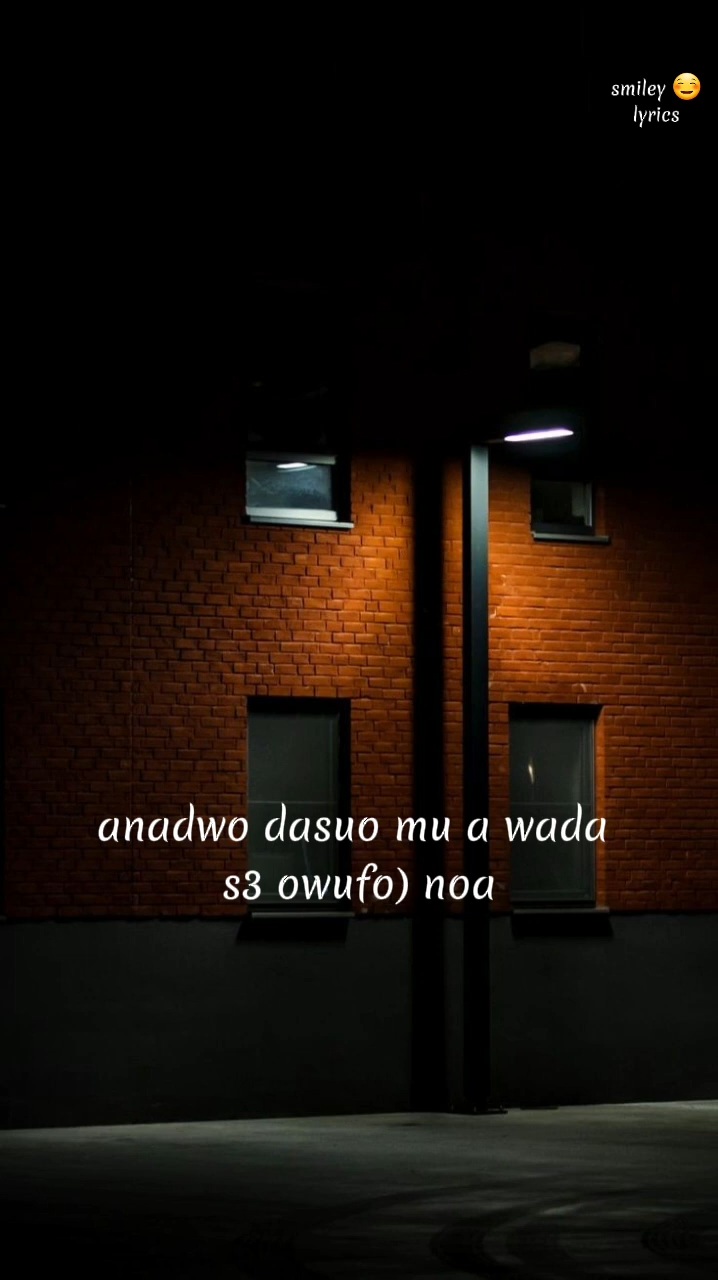 smiley 😊
lyrics
anadwo dasuo mu a wada
s3 owufo) noa